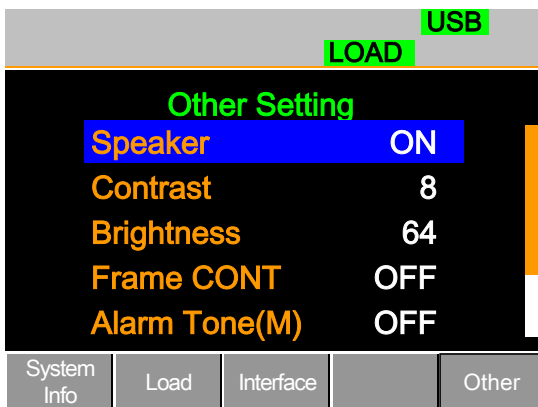 USB
LOAD
Other Setting
Speaker ON
Contrast 8
Brightness 64
Frame CONT OFF
Alarm Tone(M) OFF
System
Info
Load
Interface
Other